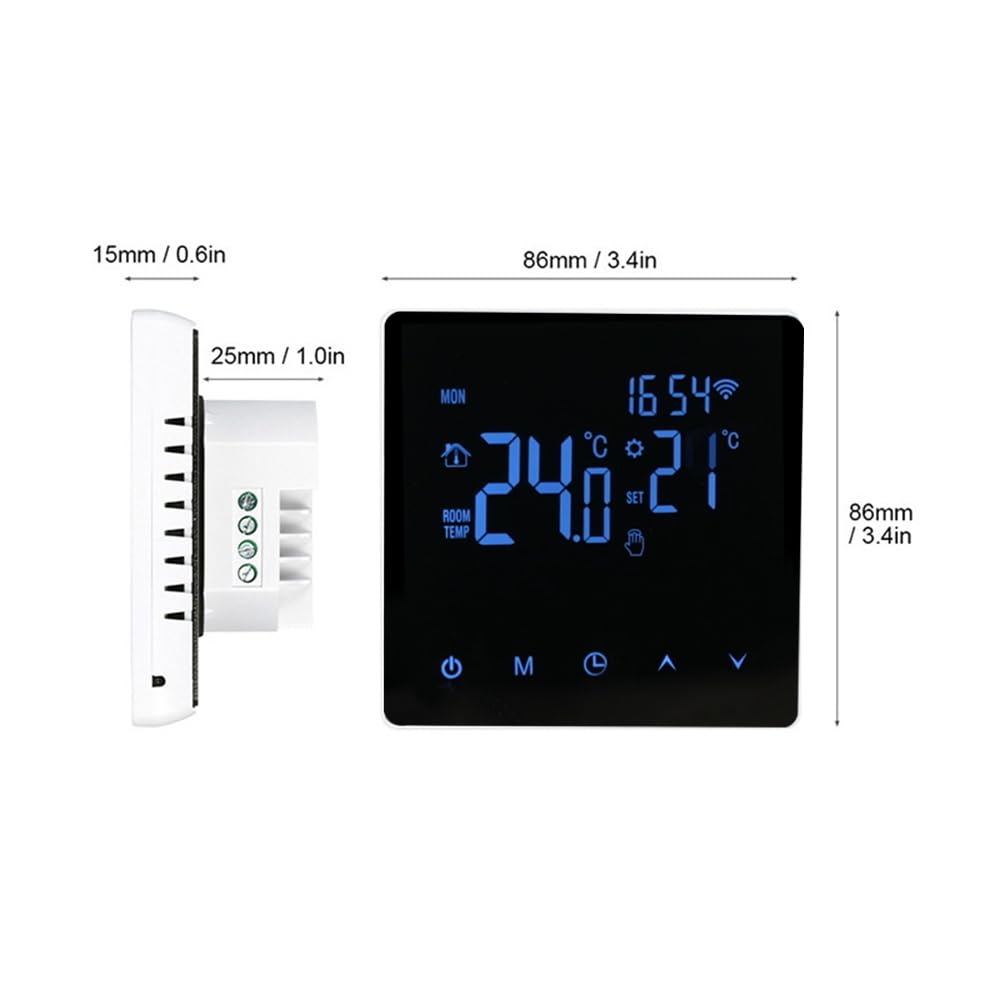 15mm / 0.6in
86mm / 3.4in
25mm / 1.0in
MON
16 54
24.0 °C
SET 21 °C
ROOM
TEMP
86mm
/ 3.4in
M